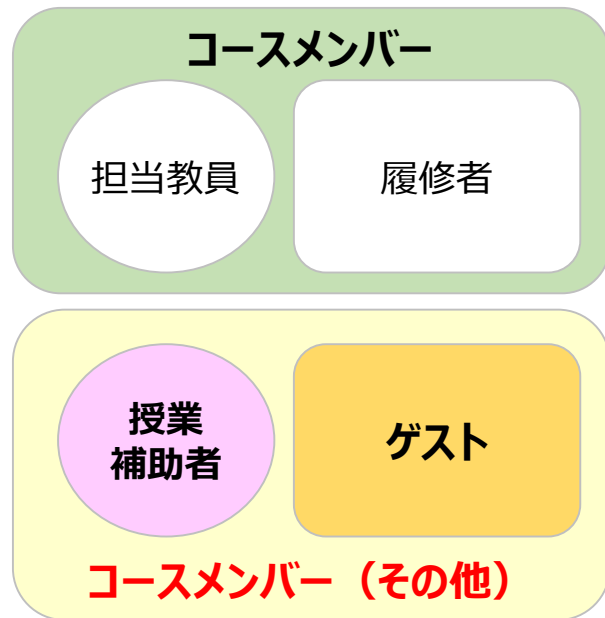 コースメンバー
担当教員
履修者
授業
補助者
ゲスト
コースメンバー（その他）